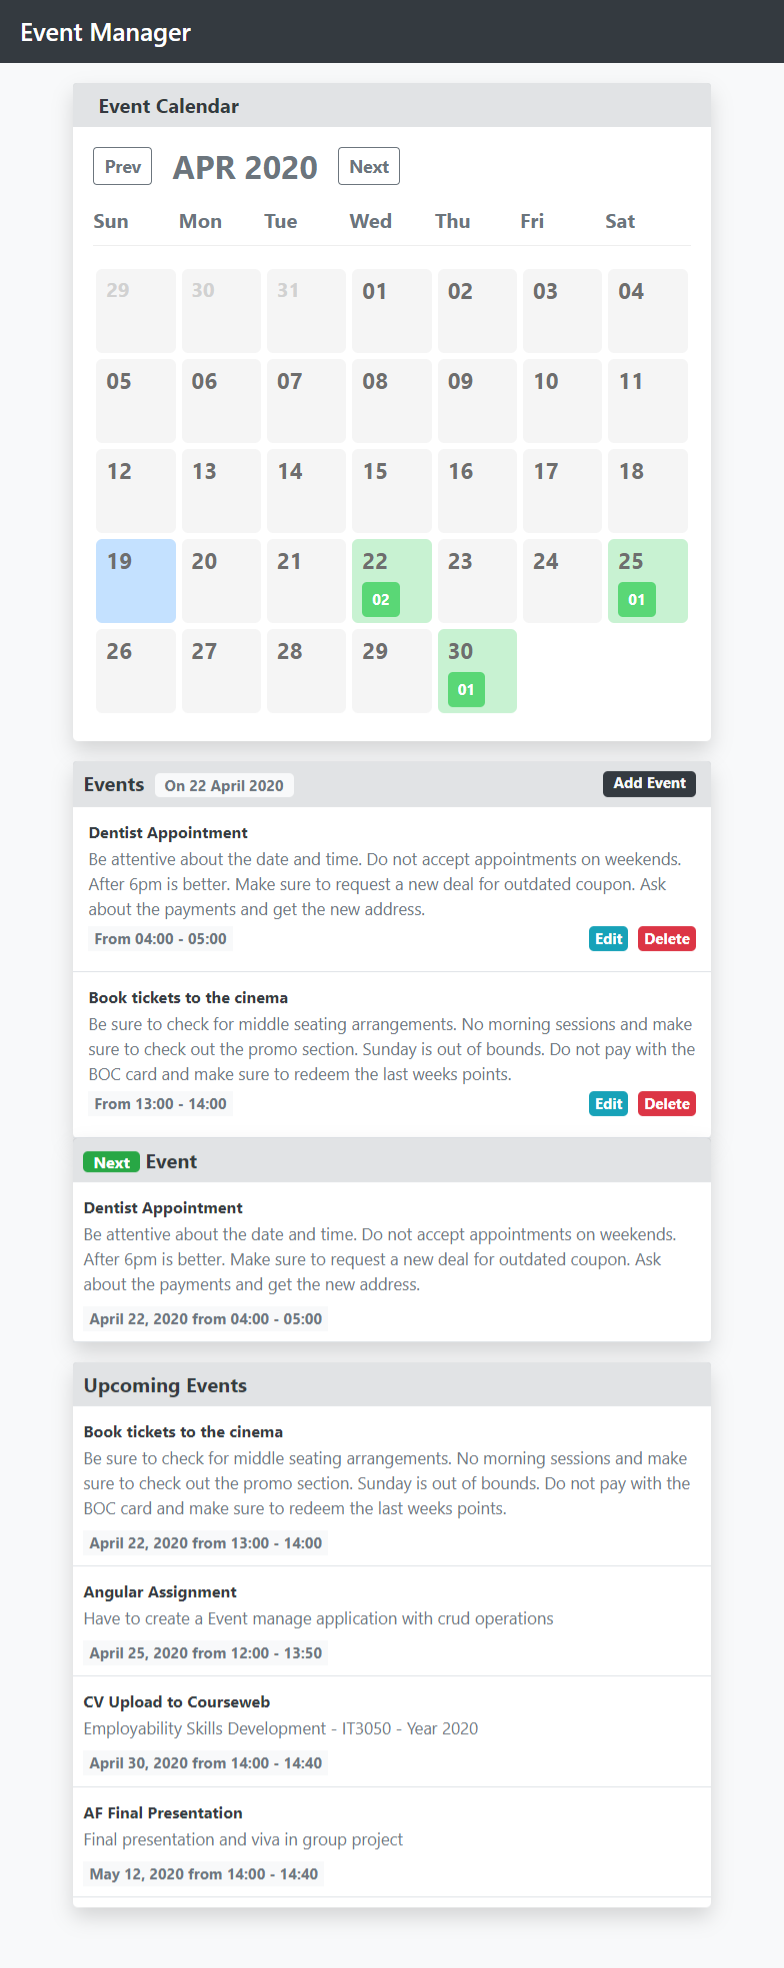 Event Manager
Event Calendar
Prev APR 2020 Next
Sun Mon Tue Wed Thu Fri Sat
29 30 31 01 02 03 04
05 06 07 08 09 10 11
12 13 14 15 16 17 18
19 20 21 22 23 24 25
02 01
26 27 28 29 30
01
Events On 22 April 2020 Add Event
Dentist Appointment
Be attentive about the date and time. Do not accept appointments on weekends.
After 6pm is better. Make sure to request a new deal for outdated coupon. Ask
about the payments and get the new address.
From 04:00 - 05:00 Edit Delete
Book tickets to the cinema
Be sure to check for middle seating arrangements. No morning sessions and make
sure to check out the promo section. Sunday is out of bounds. Do not pay with the
BOC card and make sure to redeem the last weeks points.
From 13:00 - 14:00 Edit Delete
Next Event
Dentist Appointment
Be attentive about the date and time. Do not accept appointments on weekends.
After 6pm is better. Make sure to request a new deal for outdated coupon. Ask
about the payments and get the new address.
April 22, 2020 from 04:00 - 05:00
Upcoming Events
Book tickets to the cinema
Be sure to check for middle seating arrangements. No morning sessions and make
sure to check out the promo section. Sunday is out of bounds. Do not pay with the
BOC card and make sure to redeem the last weeks points.
April 22, 2020 from 13:00 - 14:00
Angular Assignment
Have to create a Event manage application with crud operations
April 25, 2020 from 12:00 - 13:50
CV Upload to Courseweb
Employability Skills Development - IT3050 - Year 2020
April 30, 2020 from 14:00 - 14:40
AF Final Presentation
Final presentation and viva in group project
May 12, 2020 from 14:00 - 14:40